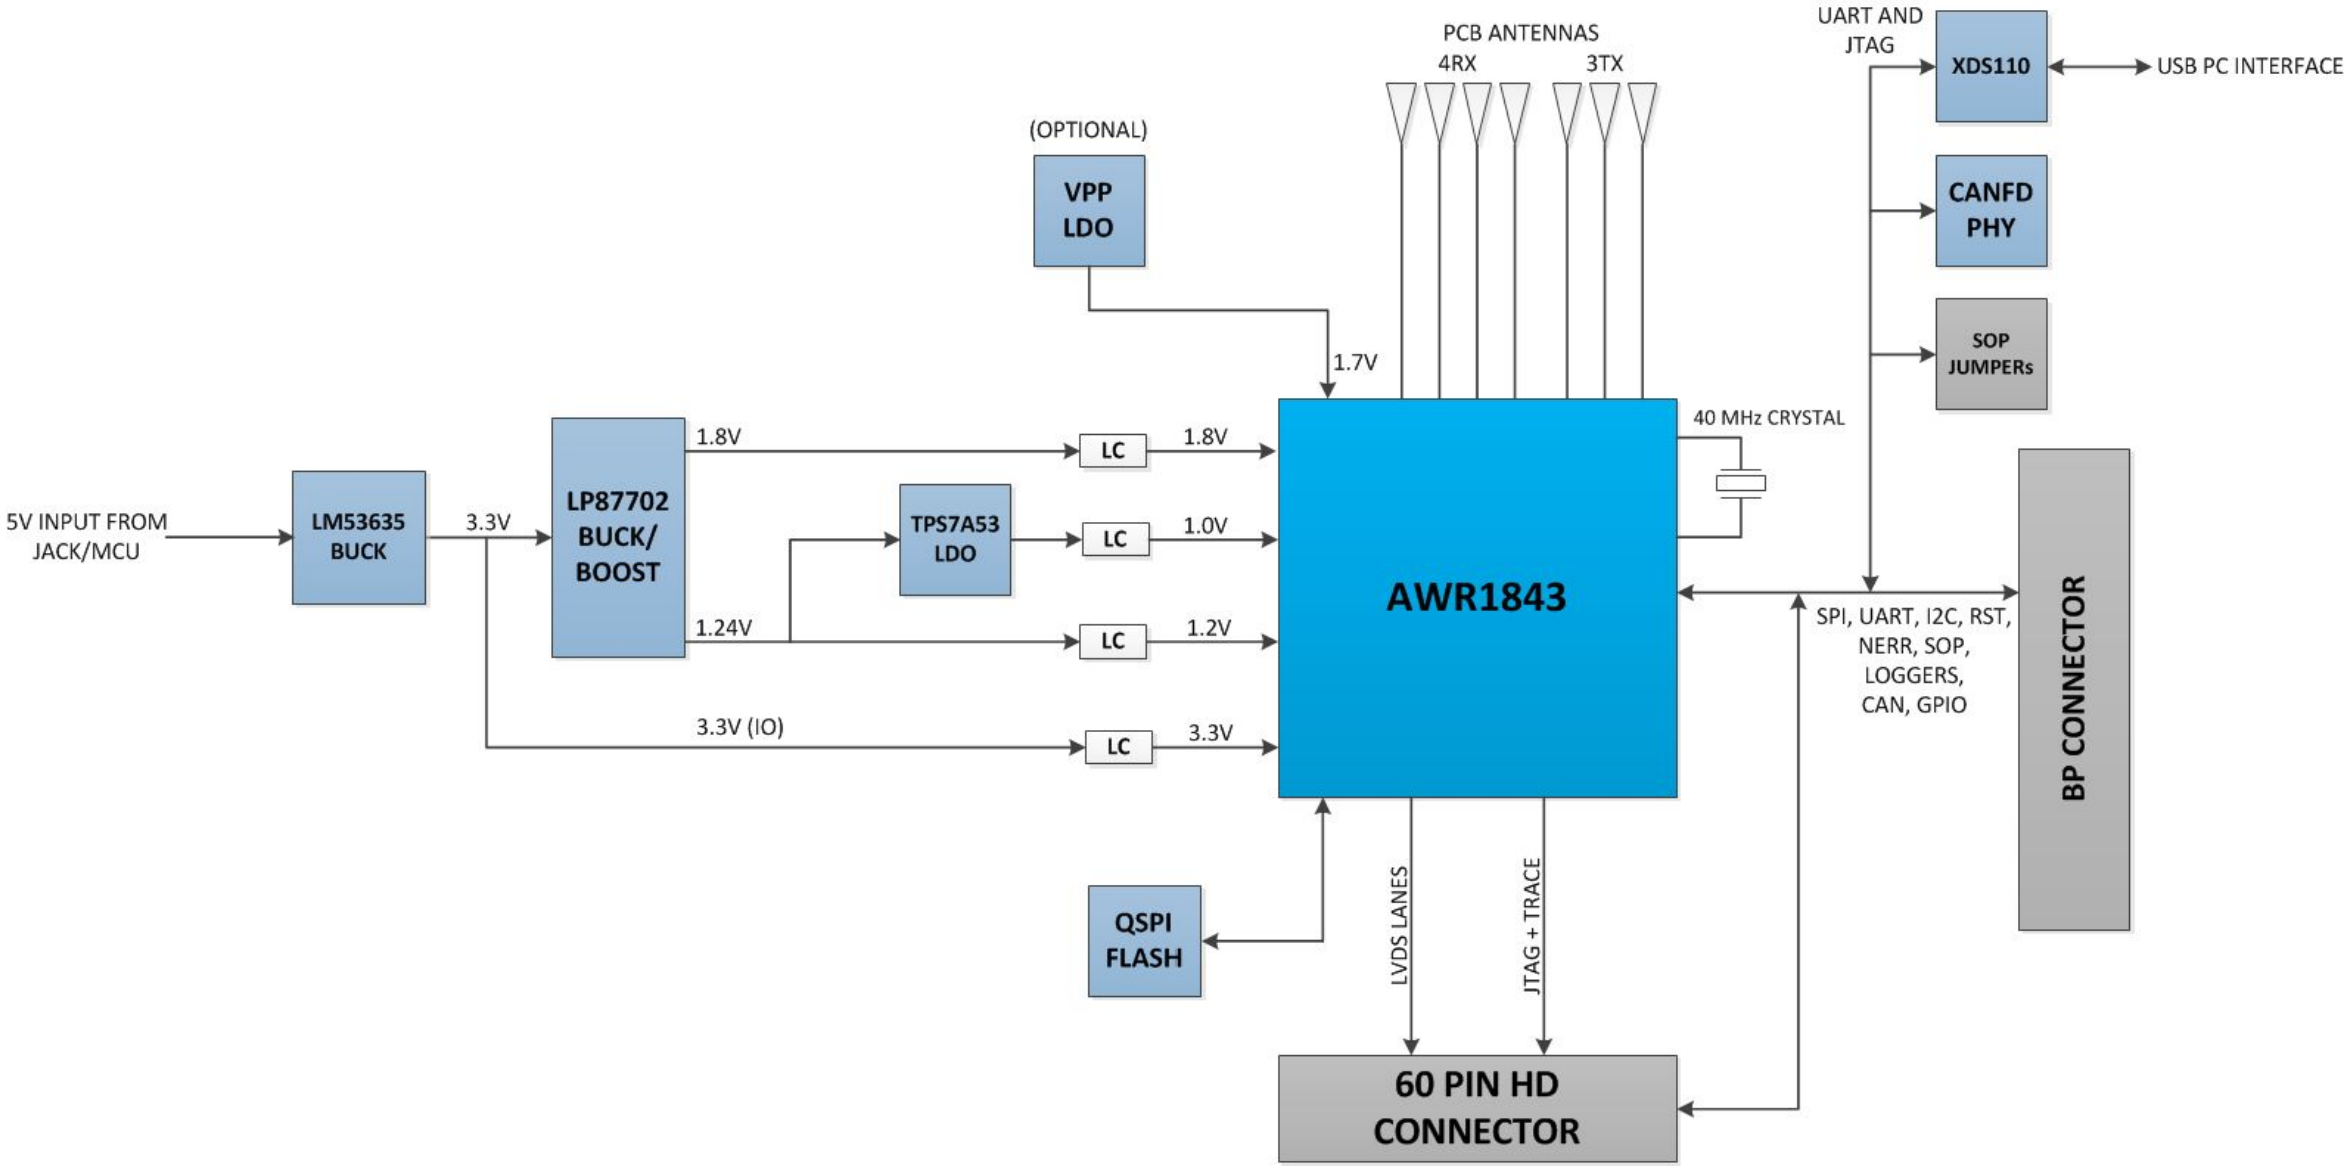 UART AND
JTAG
XDS110
USB PC INTERFACE
PCB ANTENNAS
4RX
3TX
(OPTIONAL)
VPP
LDO
CANFD
PHY
SOP
JUMPERs
1.7V
40 MHz CRYSTAL
5V INPUT FROM
JACK/MCU
LM53635
BUCK
3.3V
LP87702
BUCK/
BOOST
1.8V
LC
1.8V
TPS7A53
LDO
LC
1.0V
1.24V
LC
1.2V
3.3V (IO)
LC
3.3V
AWR1843
SPI, UART, I2C, RST,
NERR, SOP,
LOGGERS,
CAN, GPIO
BP CONNECTOR
QSPI
FLASH
LVDS LANES
JTAG + TRACE
60 PIN HD
CONNECTOR